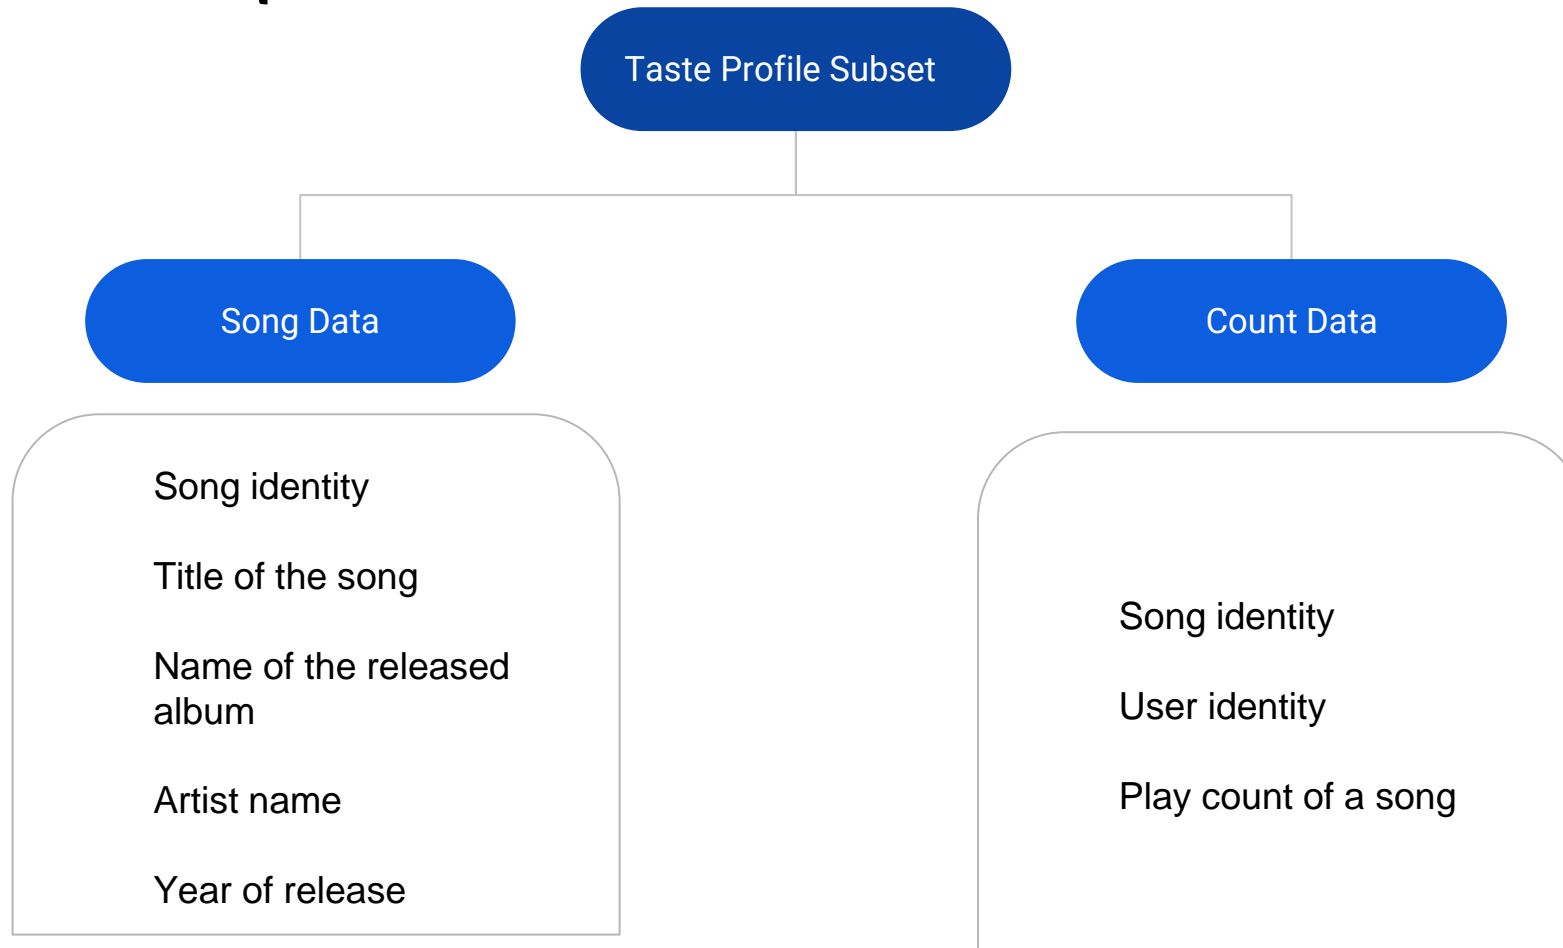 Taste Profile Subset
Song Data
Count Data
Song identity
Title of the song
Name of the released
album
Artist name
Year of release
Song identity
User identity
Play count of a song